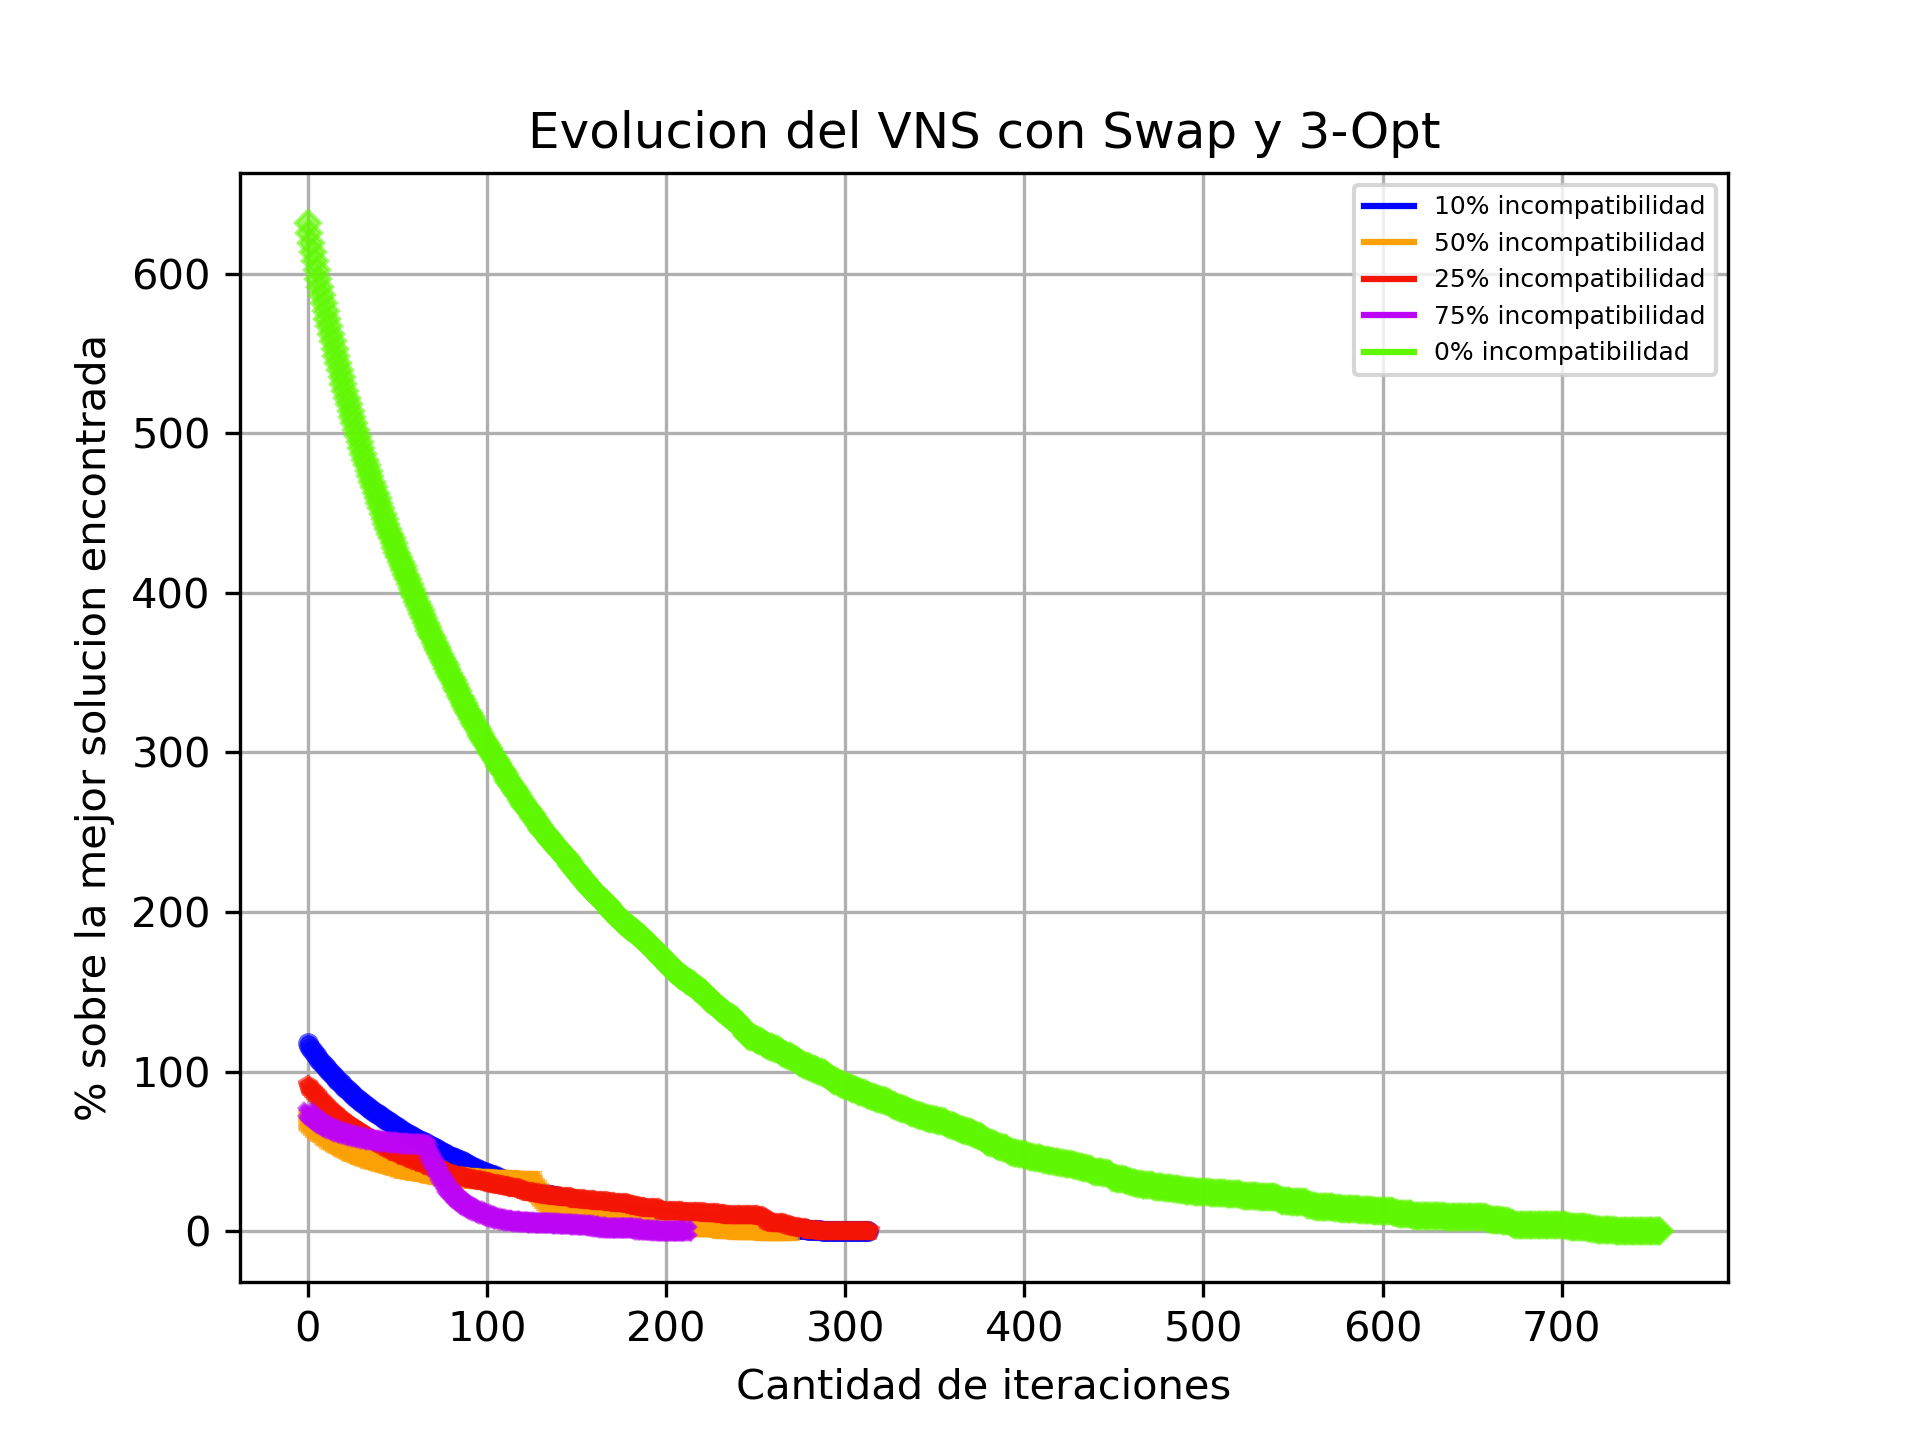 Evolucion del VNS con Swap y 3-Opt
10% incompatibilidad
50% incompatibilidad
25% incompatibilidad
75% incompatibilidad
0% incompatibilidad
% sobre la mejor solucion encontrada
600
500
400
300
200
100
0
0 100 200 300 400 500 600 700
Cantidad de iteraciones